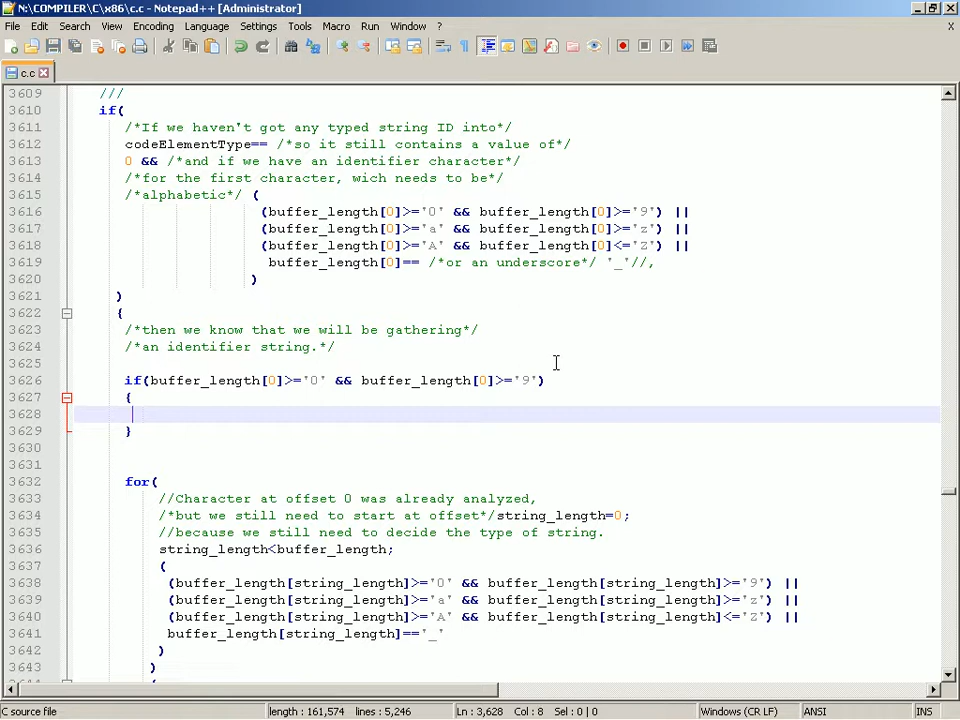 N:\COMPILER\C\x86\c.c - Notepad++ [Administrator]
File Edit Search View Encoding Language Settings Tools Macro Run Window ? X
c.c
3609 ///
3610 if(
3611 /*If we haven't got any typed string ID into*/
3612 codeElementType== /*so it still contains a value of*/
3613 0 && /*and if we have an identifier character*/
3614 /*for the first character, wich needs to be*/
3615 /*alphabetic*/ (
3616 (buffer_length[0]>='0' && buffer_length[0]>='9') ||
3617 (buffer_length[0]>='a' && buffer_length[0]>='z') ||
3618 (buffer_length[0]>='A' && buffer_length[0]<='Z') ||
3619 buffer_length[0]== /*or an underscore*/ '_'//,
3620 )
3621 )
3622 {
3623 /*then we know that we will be gathering*/
3624 /*an identifier string.*/
3625
3626 if(buffer_length[0]>='0' && buffer_length[0]>='9')
3627 {
3628
3629 }
3630
3631
3632 for(
3633 //Character at offset 0 was already analyzed,
3634 /*but we still need to start at offset*/string_length=0;
3635 //because we still need to decide the type of string.
3636 string_length<buffer_length;
3637 (
3638 (buffer_length[string_length]>='0' && buffer_length[string_length]>='9') ||
3639 (buffer_length[string_length]>='a' && buffer_length[string_length]>='z') ||
3640 (buffer_length[string_length]>='A' && buffer_length[string_length]<='Z') ||
3641 buffer_length[string_length]=='_'
3642 )
3643 )
C source file length : 161,574 lines : 5,246 Ln : 3,628 Col : 8 Sel : 0 | 0 Windows (CR LF) ANSI INS